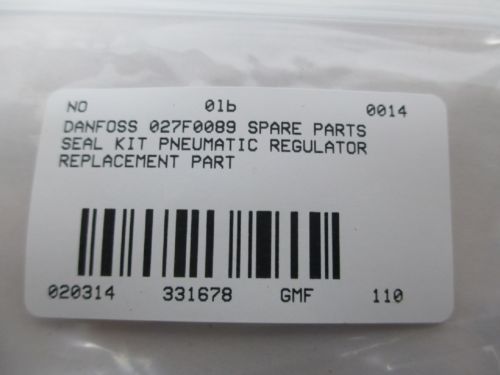 NO 01b 0014
DANFOSS 027F0089 SPARE PARTS
SEAL KIT PNEUMATIC REGULATOR
REPLACEMENT PART
020314 331678 GMF 110